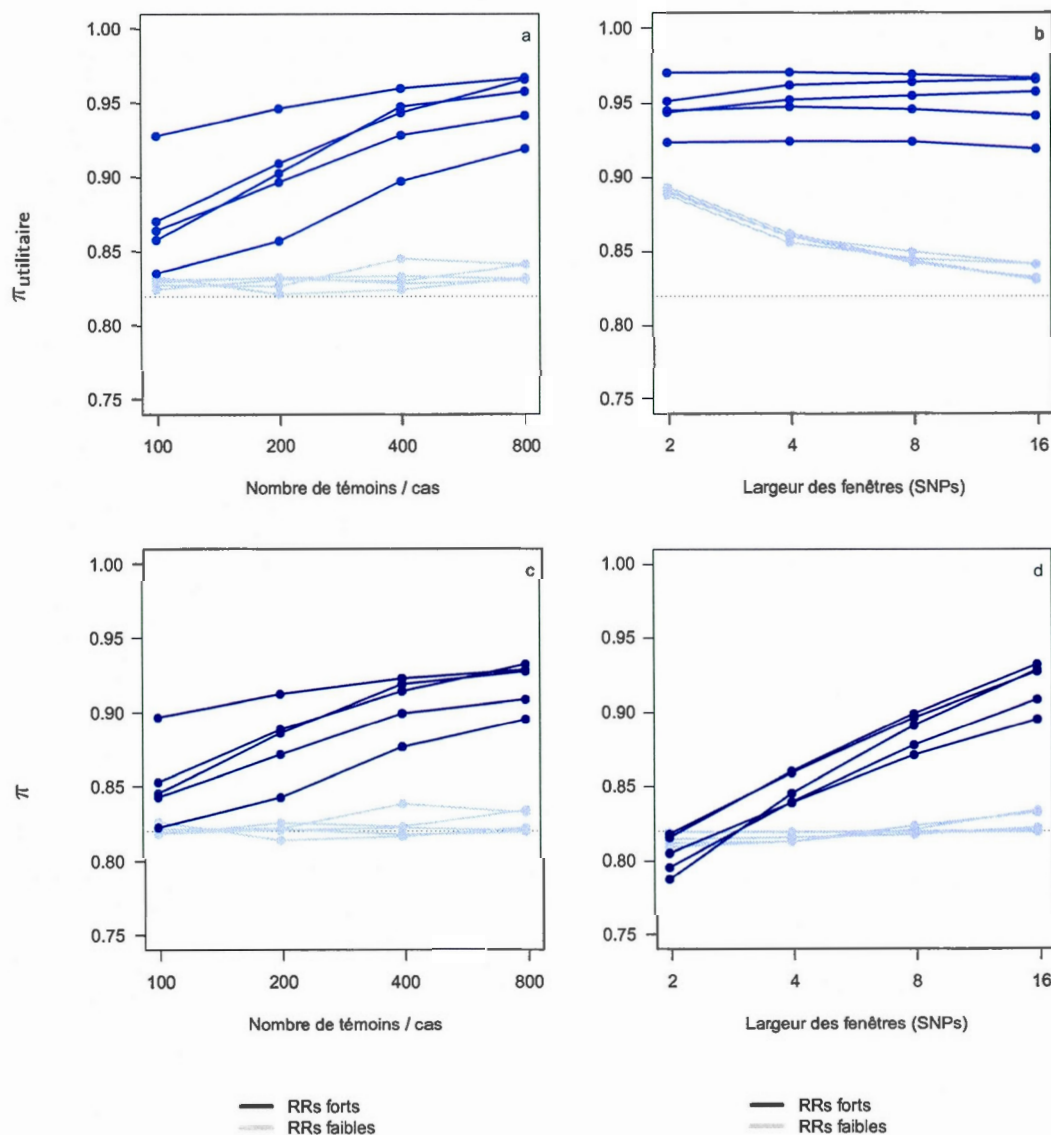 a
1.00
0.95
0.90
0.85
0.80
0.75
πutilitaire
100 200 400 800
Nombre de témoins / cas
b
1.00
0.95
0.90
0.85
0.80
0.75
2 4 8 16
Largeur des fenêtres (SNPs)
c
1.00
0.95
0.90
0.85
0.80
0.75
π
100 200 400 800
Nombre de témoins / cas
d
1.00
0.95
0.90
0.85
0.80
0.75
2 4 8 16
Largeur des fenêtres (SNPs)
RRs forts
RRs faibles
RRs forts
RRs faibles